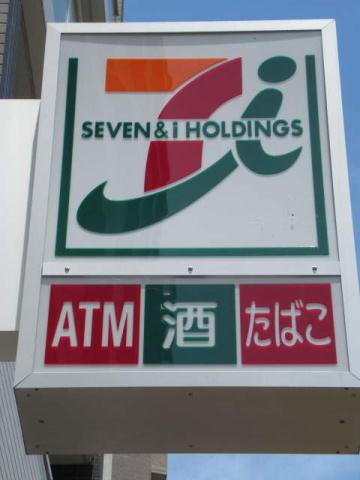 SEVEN & i HOLDINGS
ATM 酒 たばこ